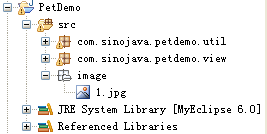 PetDemo
src
com.sinojava.petdemo.util
com.sinojava.petdemo.view
image
1.jpg
JRE System Library [MyEclipse 6.0]
Referenced Libraries